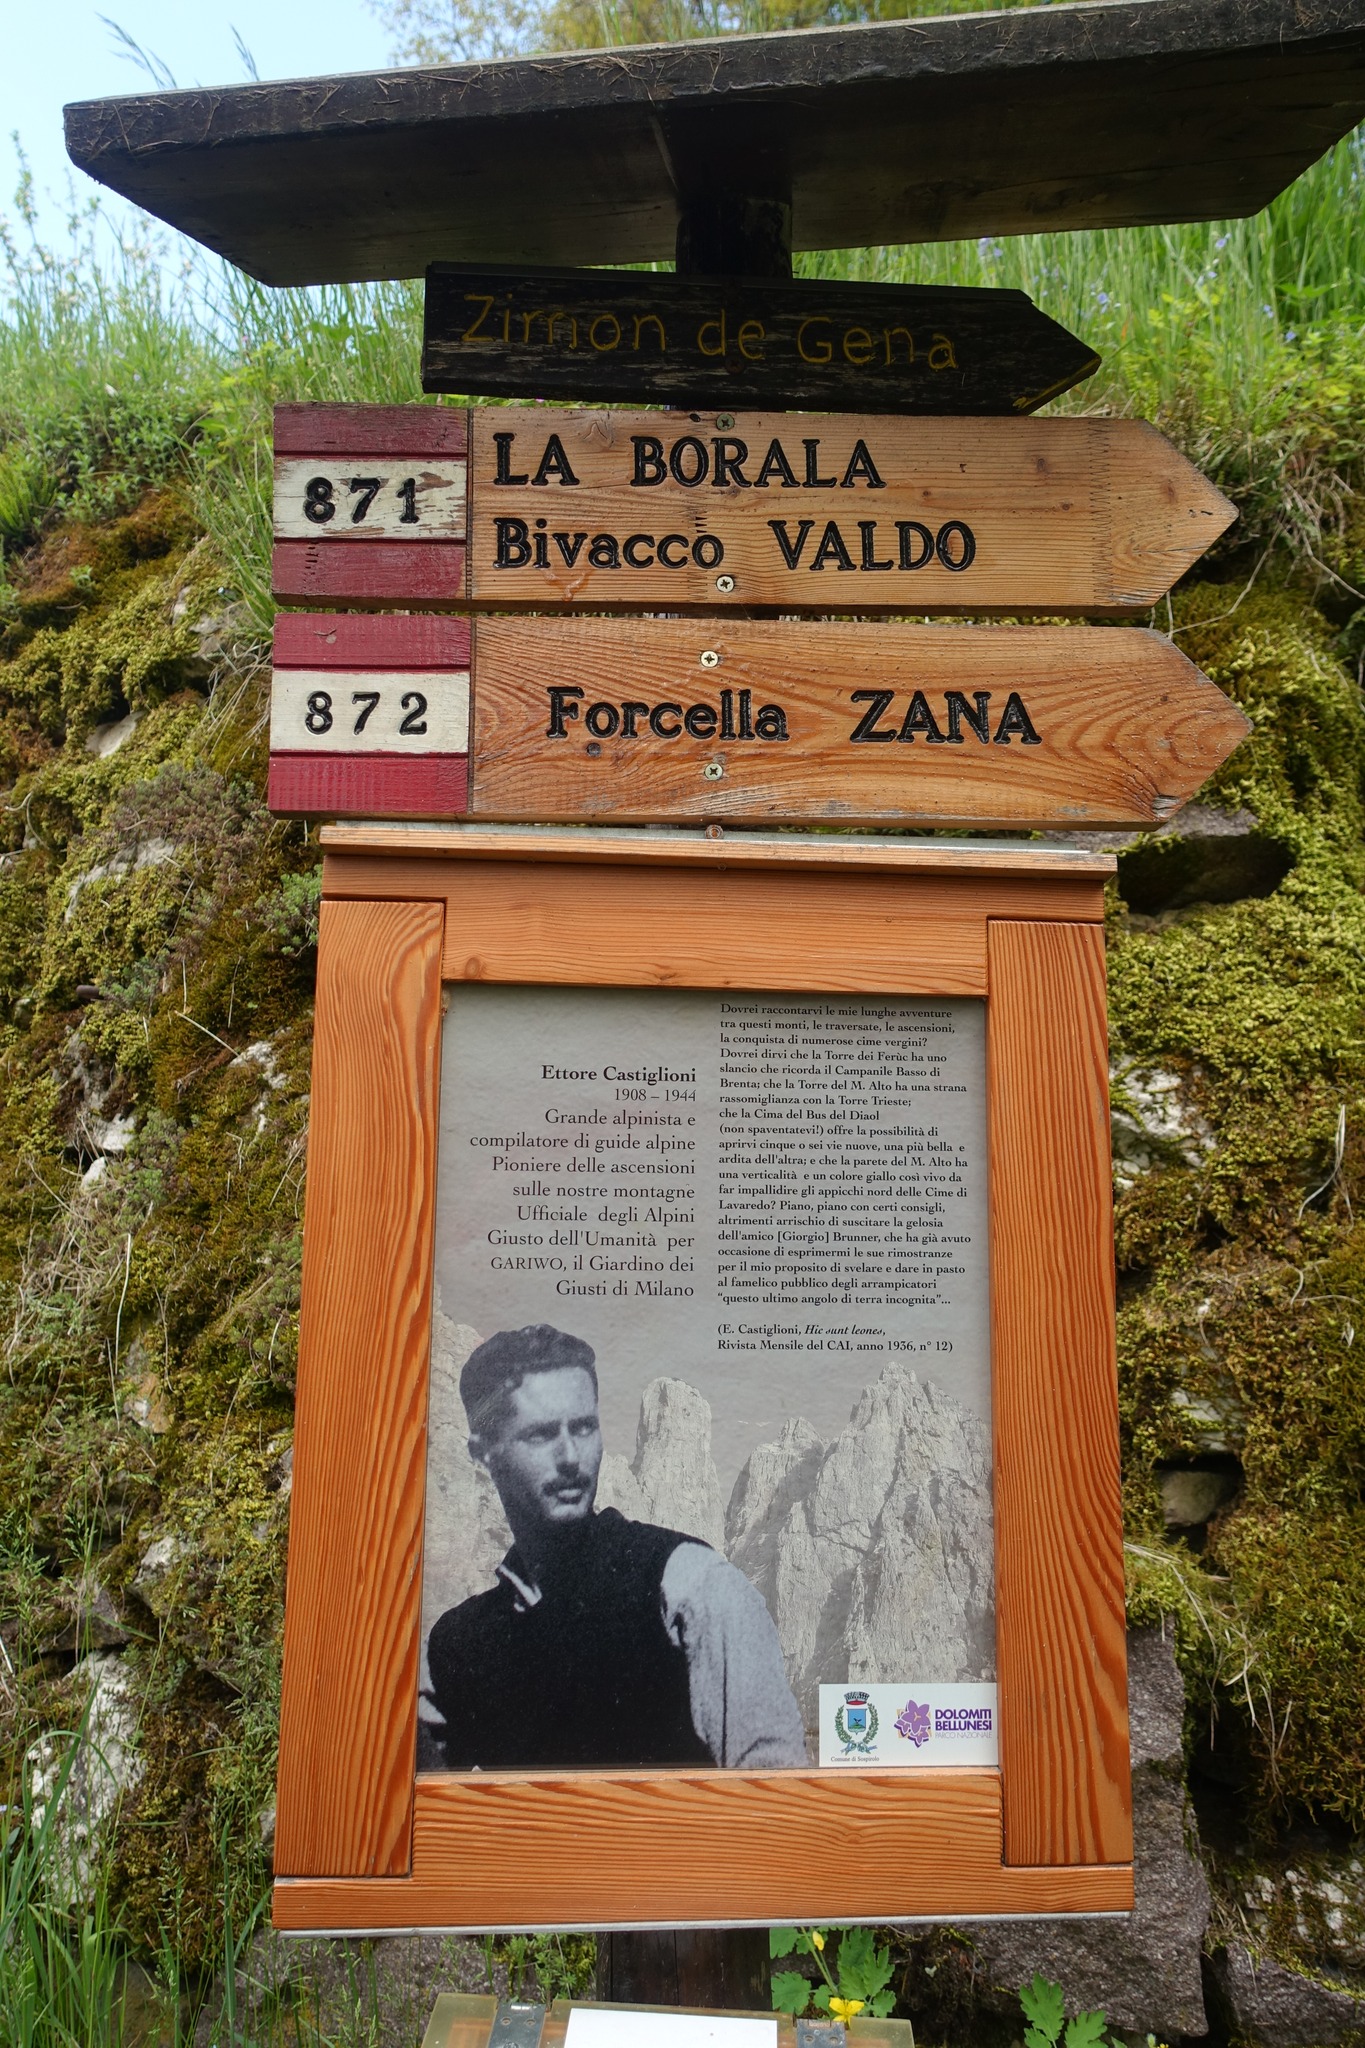 Zimon de Gena
871
LA BORALA
Bivacco VALDO
872
Forcella ZANA
Ettore Castiglioni
1908 – 1944
Grande alpinista e
compilatore di guide alpine
Pioniere delle ascensioni
sulle nostre montagne
Ufficiale degli Alpini
Giusto dell'Umanità per
GARIWO, il Giardino dei
Giusti di Milano
Dovrei raccontarvi le mie lunghe avventure
tra questi monti, le traversate, le ascensioni,
la conquista di numerose cime vergini?
Dovrei dirvi che la Torre dei Ferùc ha uno
slancio che ricorda il Campanile Basso di
Brenta; che la Torre del M. Alto ha una strana
rassomiglianza con la Torre Trieste;
che la Cima del Bus del Diaol
(non spaventatevi!) offre la possibilità di
aprirvi cinque o sei vie nuove, una più bella e
ardita dell'altra; e che la parete del M. Alto ha
una verticalità e un colore giallo così vivo da
far impallidire gli appicchi nord delle Cime di
Lavaredo? Piano, piano con certi consigli,
altrimenti arrischio di suscitare la gelosia
dell'amico [Giorgio] Brunner, che ha già avuto
occasione di esprimermi le sue rimostranze
per il mio proposito di svelare e dare in pasto
al famelico pubblico degli arrampicatori
“questo ultimo angolo di terra incognita”...
(E. Castiglioni, Hic sunt leones,
Rivista Mensile del CAI, anno 1936, n° 12)
Comune di Sospirolo
DOLOMITI
BELLUNESI
PARCO NAZIONALE